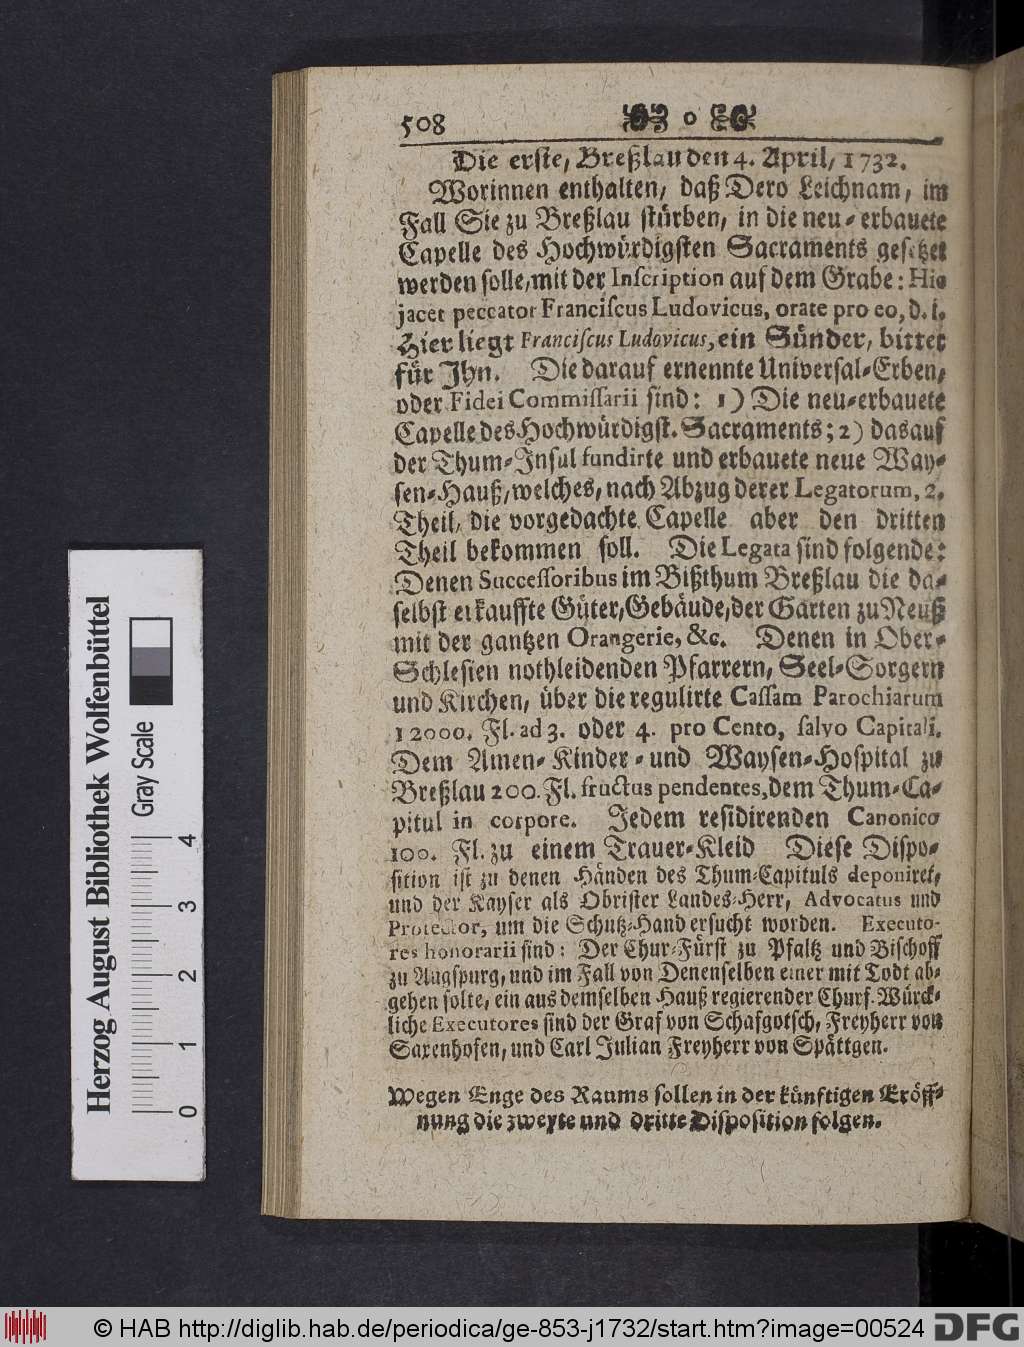 508 o
Die erste, Breßlau den 4. April, 1732.
Worinnen enthalten, daß Dero Leichnam, im
Fall Sie zu Breßlau stürben, in die neu-erbauete
Capelle des Hochwürdigsten Sacraments gesetzet
werden solle, mit der Inscription auf dem Grabe: Hic
jacet peccator Franciſcus Ludovicus, orate pro eo, d. i.
Hier liegt Franciſcus Ludovicus, ein Sünder, bittet
für Ihn. Die darauf ernennte Universal-Erben,
oder Fidei Commiſſarii sind: 1) Die neu-erbauete
Capelle des Hochwürdigst. Sacraments; 2) das auf
der Thum-Insul fundirte und erbauete neue Way-
sen-Hauß, welches, nach Abzug derer Legatorum, 2.
Theil, die vorgedachte Capelle aber den dritten
Theil bekommen soll. Die Legata sind folgende:
Denen Succeſſoribus im Bißthum Breßlau die da-
selbst erkauffte Güter, Gebäude, der Garten zu Neuß
mit der gantzen Orangerie, &c. Denen in Ober-
Schlesien nothleidenden Pfarrern, Seel-Sorgern
und Kirchen, über die regulirte Caſſam Parochiarum
12000. Fl. ad 3. oder 4. pro Cento, ſalvo Capitali.
Dem Amen-Kinder- und Waysen-Hospital zu
Breßlau 200. Fl. fructus pendentes, dem Thum-Ca-
pitul in corpore. Jedem residirenden Canonico
100. Fl. zu einem Trauer-Kleid Diese Dispo-
sition ist zu denen Händen des Thum-Capituls deponiret,
und der Kayser als Obrister Landes-Herr, Advocatus und
Protector, um die Schutz-Hand ersucht worden. Executo-
res honorarii sind: Der Chur-Fürst zu Pfaltz und Bischoff
zu Augspurg, und im Fall von Denenselben einer mit Todt ab-
gehen solte, ein aus demselben Hauß regierender Churf. Würck-
liche Executores sind der Graf von Schafgotsch, Freyherr von
Saxenhofen, und Carl Julian Freyherr von Spättgen.
Wegen Enge des Raums sollen in der künftigen Eröff-
nung die zweyte und dritte Disposition folgen.
Herzog August Bibliothek Wolfenbüttel
Gray Scale
0 1 2 3 4
© HAB http://diglib.hab.de/periodica/ge-853-j1732/start.htm?image=00524
DFG